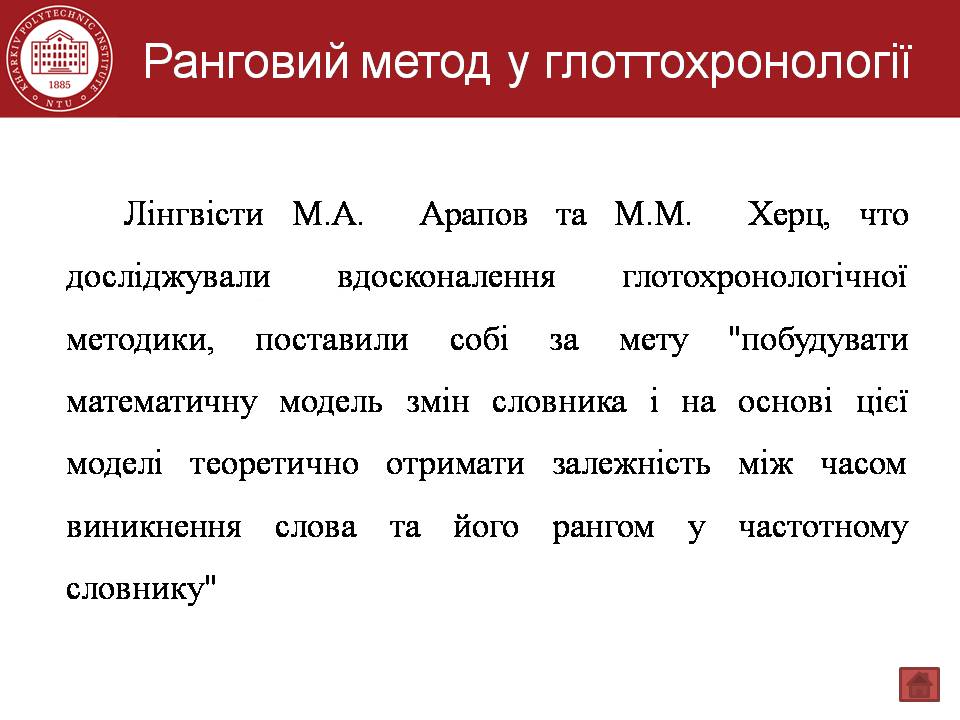 KHARKIV POLYTECHNIC INSTITUTE
1885
NTU
Ранговий метод у глоттохронології
Лінгвісти М.А. Арапов та М.М. Херц, что
досліджували вдосконалення глотохронологічної
методики, поставили собі за мету "побудувати
математичну модель змін словника і на основі цієї
моделі теоретично отримати залежність між часом
виникнення слова та його рангом у частотному
словнику"